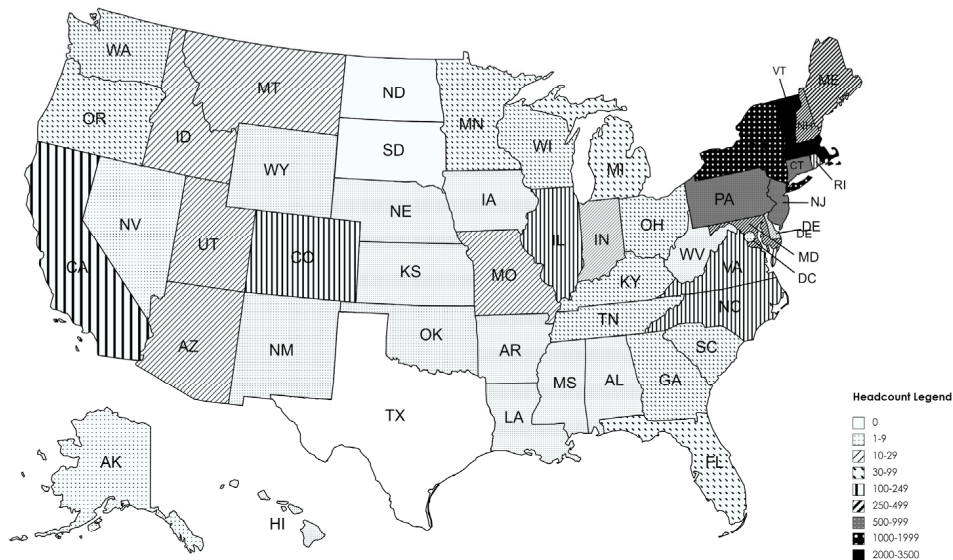 WA
MT
ND
MN
VT
ME
OR
ID
SD
WI
MI
NH
WY
CT
RI
IA
PA
NJ
NV
NE
OH
DE
DE
UT
CO
IL
IN
WV
MD
CA
KS
MO
KY
VA
DC
NC
TN
AZ
NM
OK
AR
SC
MS
AL
GA
TX
LA
AK
FL
HI
Headcount Legend
0
1-9
10-29
30-99
100-249
250-499
500-999
1000-1999
2000-3500